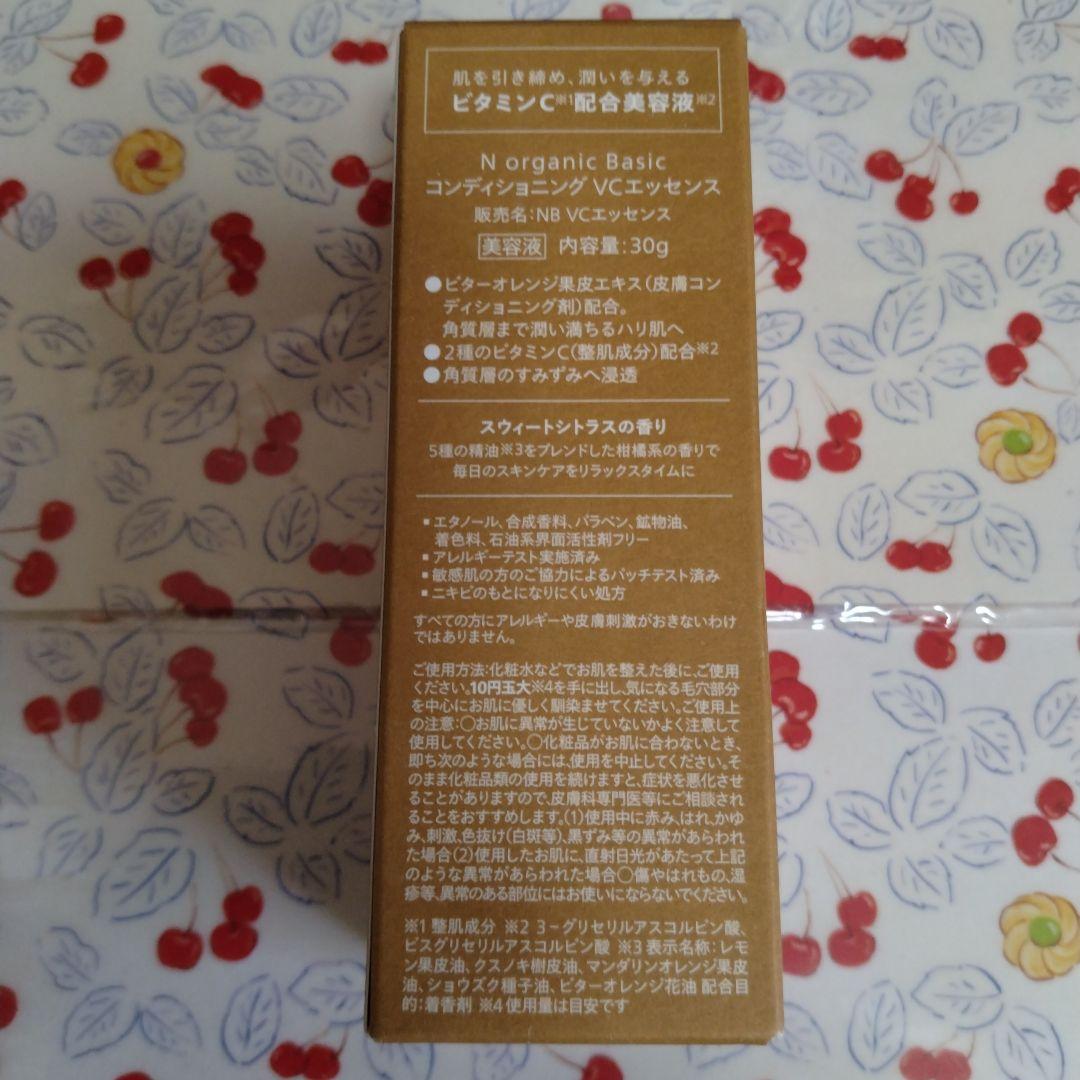 肌を引き締め、潤いを与える
ビタミンC※1配合美容液※2
N organic Basic
コンディショニング VCエッセンス
販売名:NB VCエッセンス
美容液 内容量:30g
●ビターオレンジ果皮エキス(皮膚コン
ディショニング剤)配合。
角質層まで潤い満ちるハリ肌へ
●2種のビタミンC(整肌成分)配合※2
●角質層のすみずみへ浸透
スウィートシトラスの香り
5種の精油※3をブレンドした柑橘系の香りで
毎日のスキンケアをリラックスタイムに
▪エタノール、合成香料、パラベン、鉱物油、
着色料、石油系界面活性剤フリー
▪アレルギーテスト実施済み
▪敏感肌の方のご協力によるパッチテスト済み
▪ニキビのもとになりにくい処方
すべての方にアレルギーや皮膚刺激がおきないわけ
ではありません。
ご使用方法:化粧水などでお肌を整えた後に、ご使用
ください。10円玉大※4を手に出し、気になる毛穴部分
を中心にお肌に優しく馴染ませてください。ご使用上
の注意:○お肌に異常が生じていないかよく注意して
使用してください。○化粧品がお肌に合わないとき、
即ち次のような場合には、使用を中止してください。そ
のまま化粧品類の使用を続けますと、症状を悪化させ
ることがありますので、皮膚科専門医等にご相談され
ることをおすすめします。(1)使用中に赤み、はれ、かゆ
み、刺激、色抜け(白斑等)、黒ずみ等の異常があらわれ
た場合(2)使用したお肌に、直射日光があたって上記
のような異常があらわれた場合○傷やはれもの、湿
疹等、異常のある部位にはお使いにならないでください。
※1 整肌成分 ※2 3-グリセリルアスコルビン酸、
ビスグリセリルアスコルビン酸 ※3 表示名称:レモ
ン果皮油、クスノキ樹皮油、マンダリンオレンジ果皮
油、ショウズク種子油、ビターオレンジ花油 配合目
的:着香剤 ※4 使用量は目安です